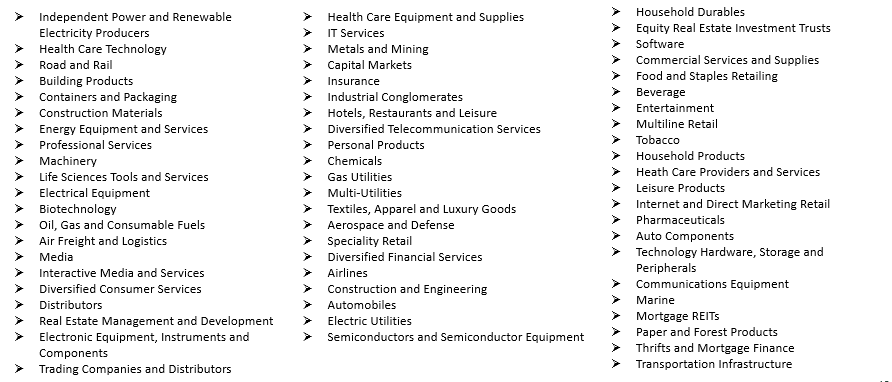 Independent Power and Renewable
Electricity Producers
Health Care Technology
Road and Rail
Building Products
Containers and Packaging
Construction Materials
Energy Equipment and Services
Professional Services
Machinery
Life Sciences Tools and Services
Electrical Equipment
Biotechnology
Oil, Gas and Consumable Fuels
Air Freight and Logistics
Media
Interactive Media and Services
Diversified Consumer Services
Distributors
Real Estate Management and Development
Electronic Equipment, Instruments and
Components
Trading Companies and Distributors
Health Care Equipment and Supplies
IT Services
Metals and Mining
Capital Markets
Insurance
Industrial Conglomerates
Hotels, Restaurants and Leisure
Diversified Telecommunication Services
Personal Products
Chemicals
Gas Utilities
Multi-Utilities
Textiles, Apparel and Luxury Goods
Aerospace and Defense
Speciality Retail
Diversified Financial Services
Airlines
Construction and Engineering
Automobiles
Electric Utilities
Semiconductors and Semiconductor Equipment
Household Durables
Equity Real Estate Investment Trusts
Software
Commercial Services and Supplies
Food and Staples Retailing
Beverage
Entertainment
Multiline Retail
Tobacco
Household Products
Heath Care Providers and Services
Leisure Products
Internet and Direct Marketing Retail
Pharmaceuticals
Auto Components
Technology Hardware, Storage and
Peripherals
Communications Equipment
Marine
Mortgage REITs
Paper and Forest Products
Thrifts and Mortgage Finance
Transportation Infrastructure